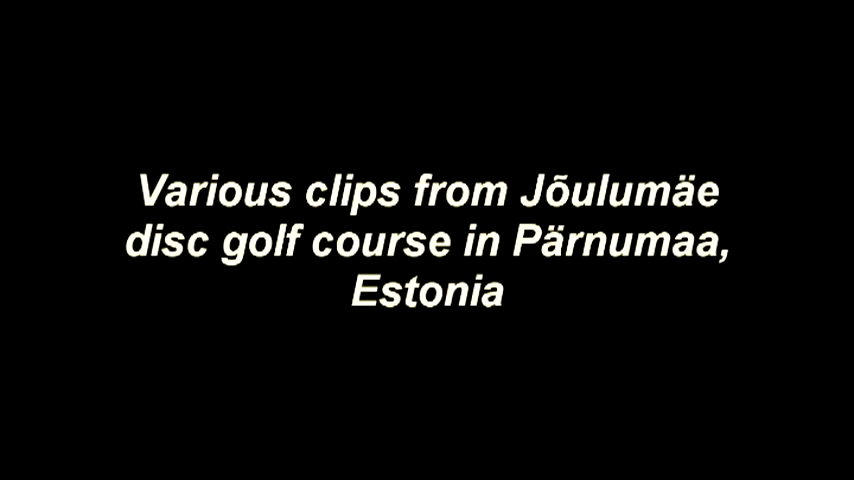 Various clips from Jõulumäe
disc golf course in Pärnumaa,
Estonia